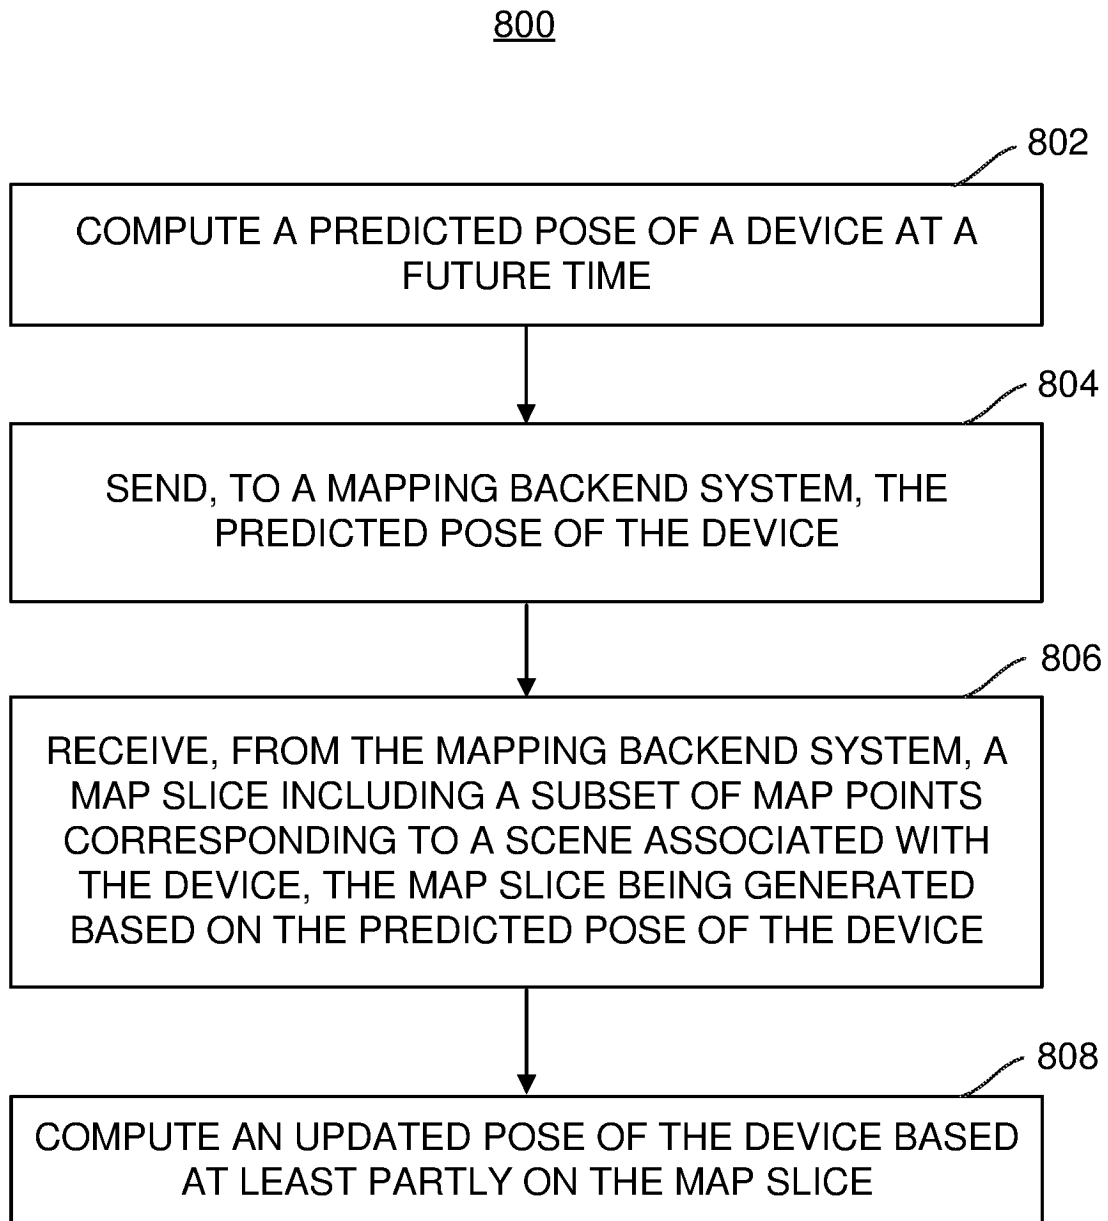 800
802
COMPUTE A PREDICTED POSE OF A DEVICE AT A
FUTURE TIME
804
SEND, TO A MAPPING BACKEND SYSTEM, THE
PREDICTED POSE OF THE DEVICE
806
RECEIVE, FROM THE MAPPING BACKEND SYSTEM, A
MAP SLICE INCLUDING A SUBSET OF MAP POINTS
CORRESPONDING TO A SCENE ASSOCIATED WITH
THE DEVICE, THE MAP SLICE BEING GENERATED
BASED ON THE PREDICTED POSE OF THE DEVICE
808
COMPUTE AN UPDATED POSE OF THE DEVICE BASED
AT LEAST PARTLY ON THE MAP SLICE